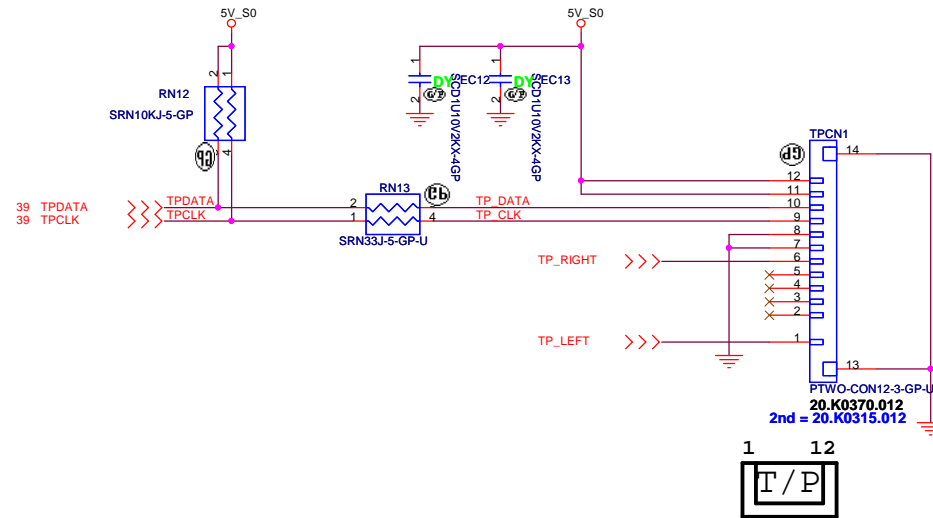 5V_S0
5V_S0
2
1
RN12
SRN10KJ-5-GP
4
1
DY
EC12
2
SCD1U10V2KX-4GP
1
DY
EC13
2
SCD1U10V2KX-4GP
G/P
G/P
GP
39 TPDATA
TPDATA
39 TPCLK
TPCLK
RN13
2
1
4
SRN33J-5-GP-U
TP_DATA
TP_CLK
TP_RIGHT
TP_LEFT
GP
TPCN1
14
12
11
10
9
8
7
6
5
4
3
2
1
13
PTWO-CON12-3-GP-U
20.K0370.012
2nd = 20.K0315.012
1 12
T/P